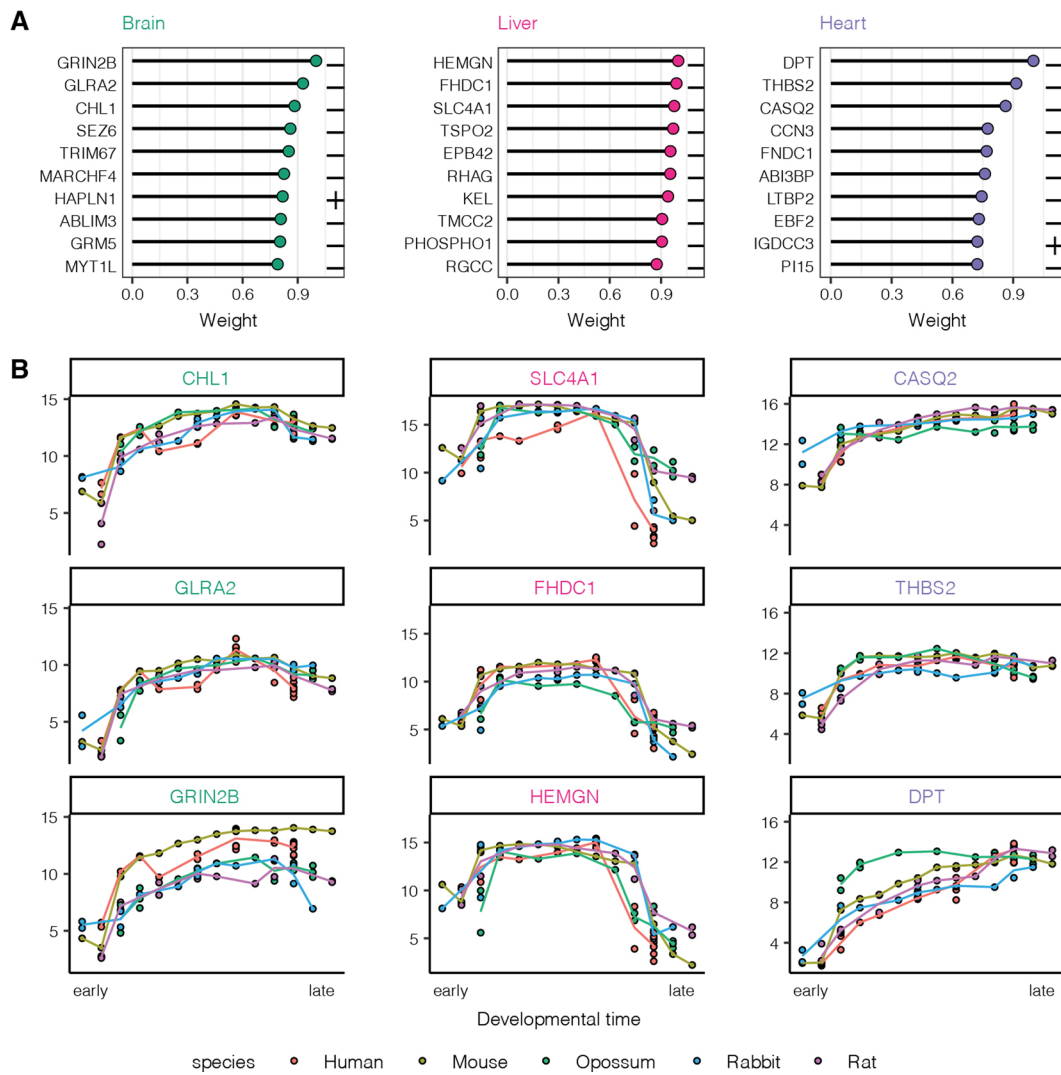 A
Brain Liver Heart
GRIN2B HEMGN DPT
GLRA2 FHDC1 THBS2
CHL1 SLC4A1 CASQ2
SEZ6 TSPO2 CCN3
TRIM67 EPB42 FNDC1
MARCHF4 RHAG ABI3BP
HAPLN1 + KEL LTBP2
ABLIM3 TMCC2 EBF2
GRM5 PHOSPHO1 IGDCC3 +
MYT1L RGCC PI15
0.0 0.3 0.6 0.9 0.0 0.3 0.6 0.9 0.0 0.3 0.6 0.9
Weight Weight Weight
B
CHL1 SLC4A1 CASQ2
15 15 16
12
10 10
8
5 5 4
GLRA2 FHDC1 THBS2
15 15 16
12
10 10
8
5 5 4
GRIN2B HEMGN DPT
15 15 16
12
10 10
8
5 5 4
early late early late early late
Developmental time
species Human Mouse Opossum Rabbit Rat